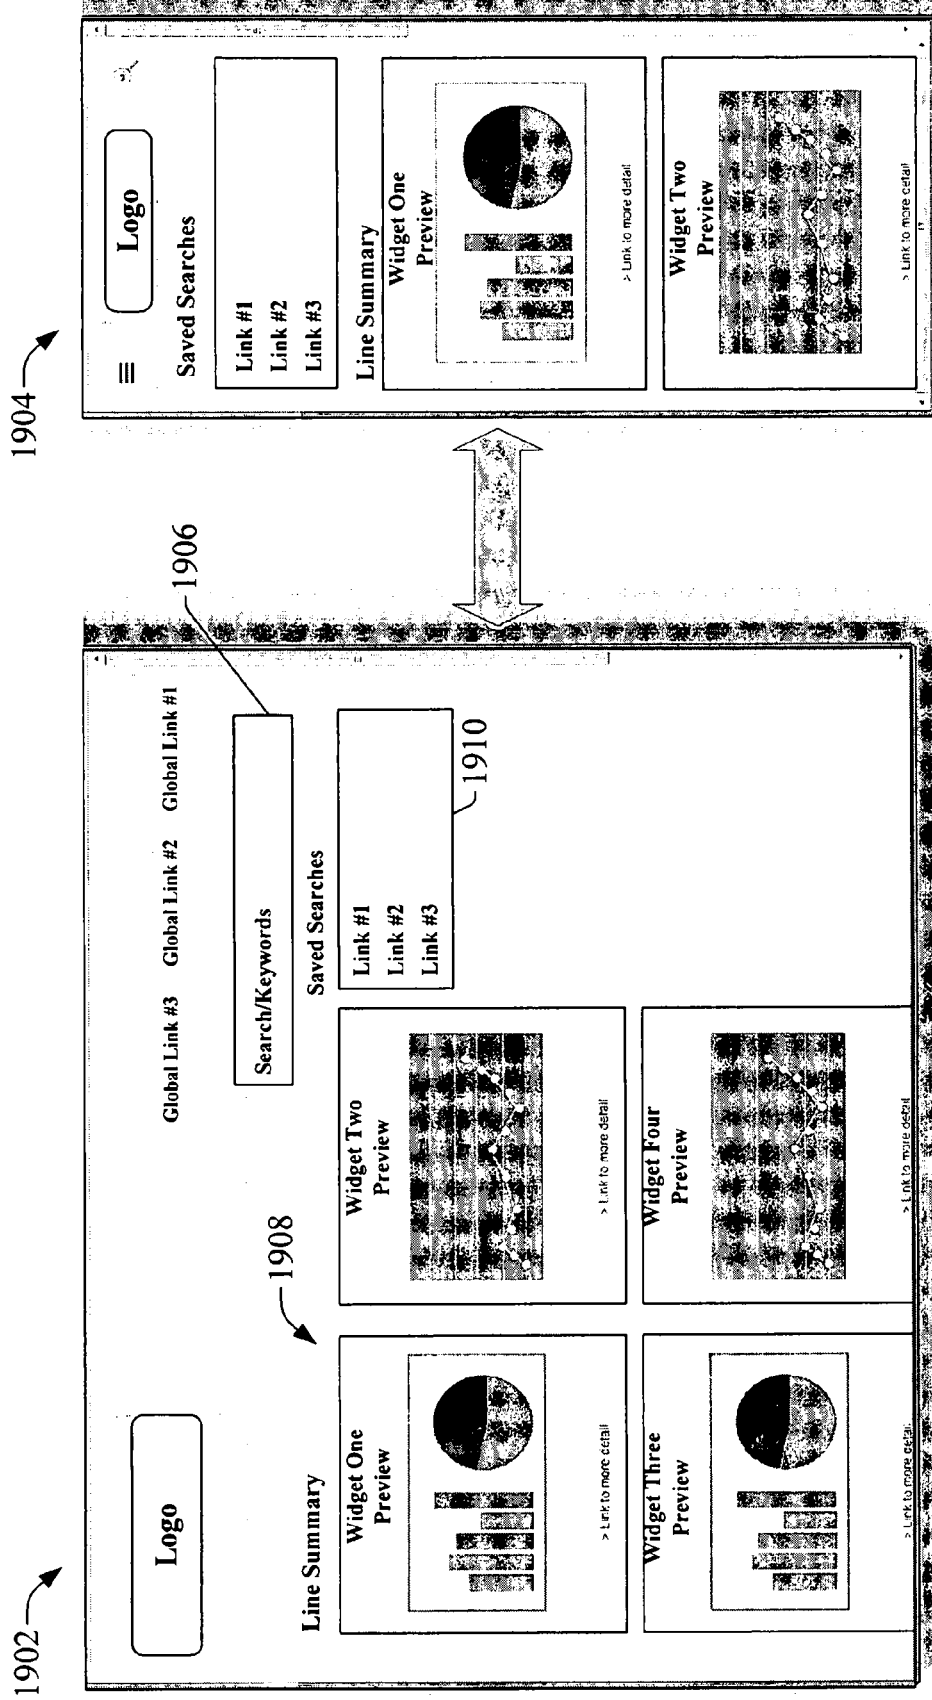 1902
1904
Logo
Global Link #3 Global Link #2 Global Link #1
1906
Search/Keywords
Line Summary
1908
Saved Searches
Link #1
Link #2
Link #3
1910
Widget One
Preview
> Link to more detail
Widget Two
Preview
> Link to more detail
Widget Three
Preview
> Link to more detail
Widget Four
Preview
> Link to more detail
Logo
Saved Searches
Link #1
Link #2
Link #3
Line Summary
Widget One
Preview
> Link to more detail
Widget Two
Preview
> Link to more detail